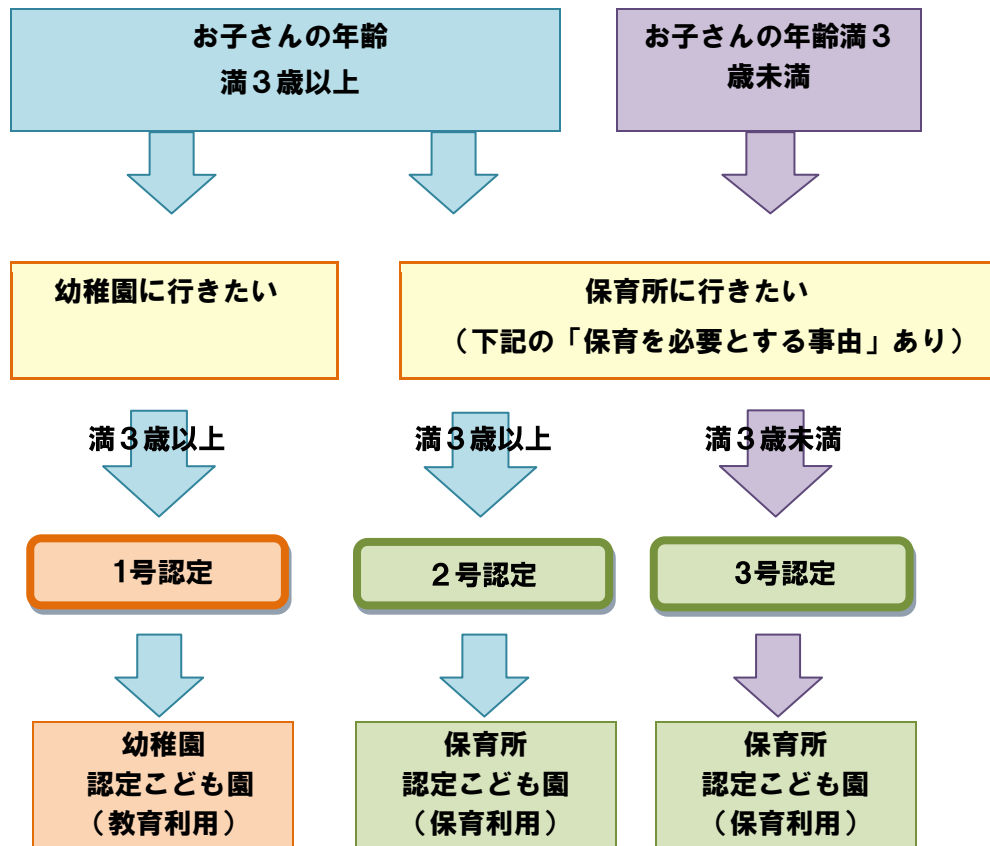 お子さんの年齢
満３歳以上
お子さんの年齢満３
歳未満
幼稚園に行きたい
保育所に行きたい
（下記の「保育を必要とする事由」あり）
満３歳以上
満３歳以上
満３歳未満
1号認定
２号認定
3号認定
幼稚園
認定こども園
（教育利用）
保育所
認定こども園
（保育利用）
保育所
認定こども園
（保育利用）